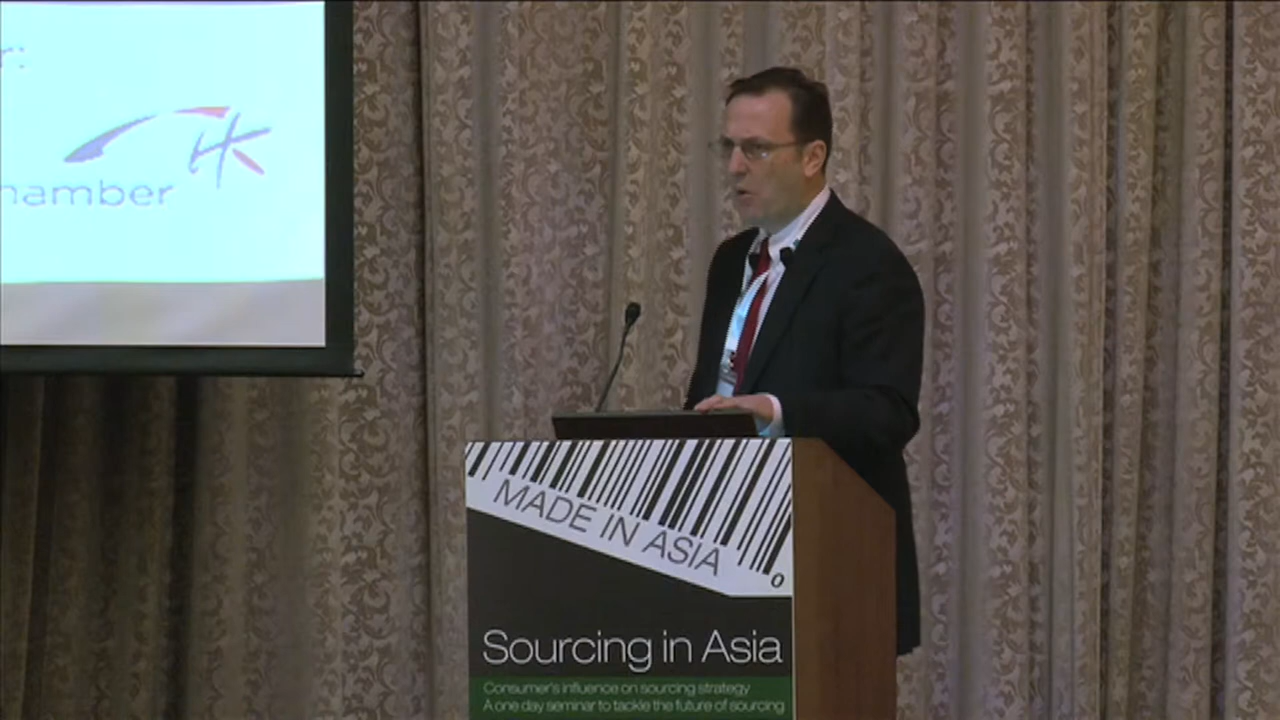 r:
hamber
HK
MADE IN ASIA
0
Sourcing in Asia
Consumer's influence on sourcing strategy
A one day seminar to tackle the future of sourcing